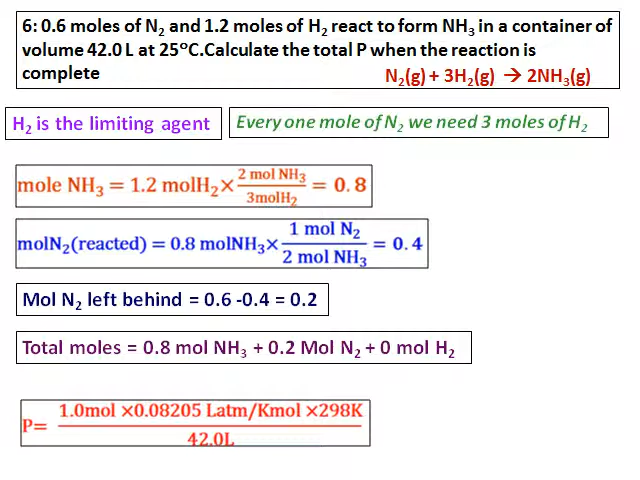 6: 0.6 moles of N₂ and 1.2 moles of H₂ react to form NH₃ in a container of
volume 42.0 L at 25°C.Calculate the total P when the reaction is
complete N₂(g) + 3H₂(g) → 2NH₃(g)
H₂ is the limiting agent Every one mole of N₂ we need 3 moles of H₂
mole NH₃ = 1.2 molH₂ × 2 mol NH₃ / 3molH₂ = 0.8
molN₂(reacted) = 0.8 molNH₃× 1 mol N₂ / 2 mol NH₃ = 0.4
Mol N₂ left behind = 0.6 -0.4 = 0.2
Total moles = 0.8 mol NH₃ + 0.2 Mol N₂ + 0 mol H₂
P= 1.0mol ×0.08205 Latm/Kmol ×298K / 42.0L